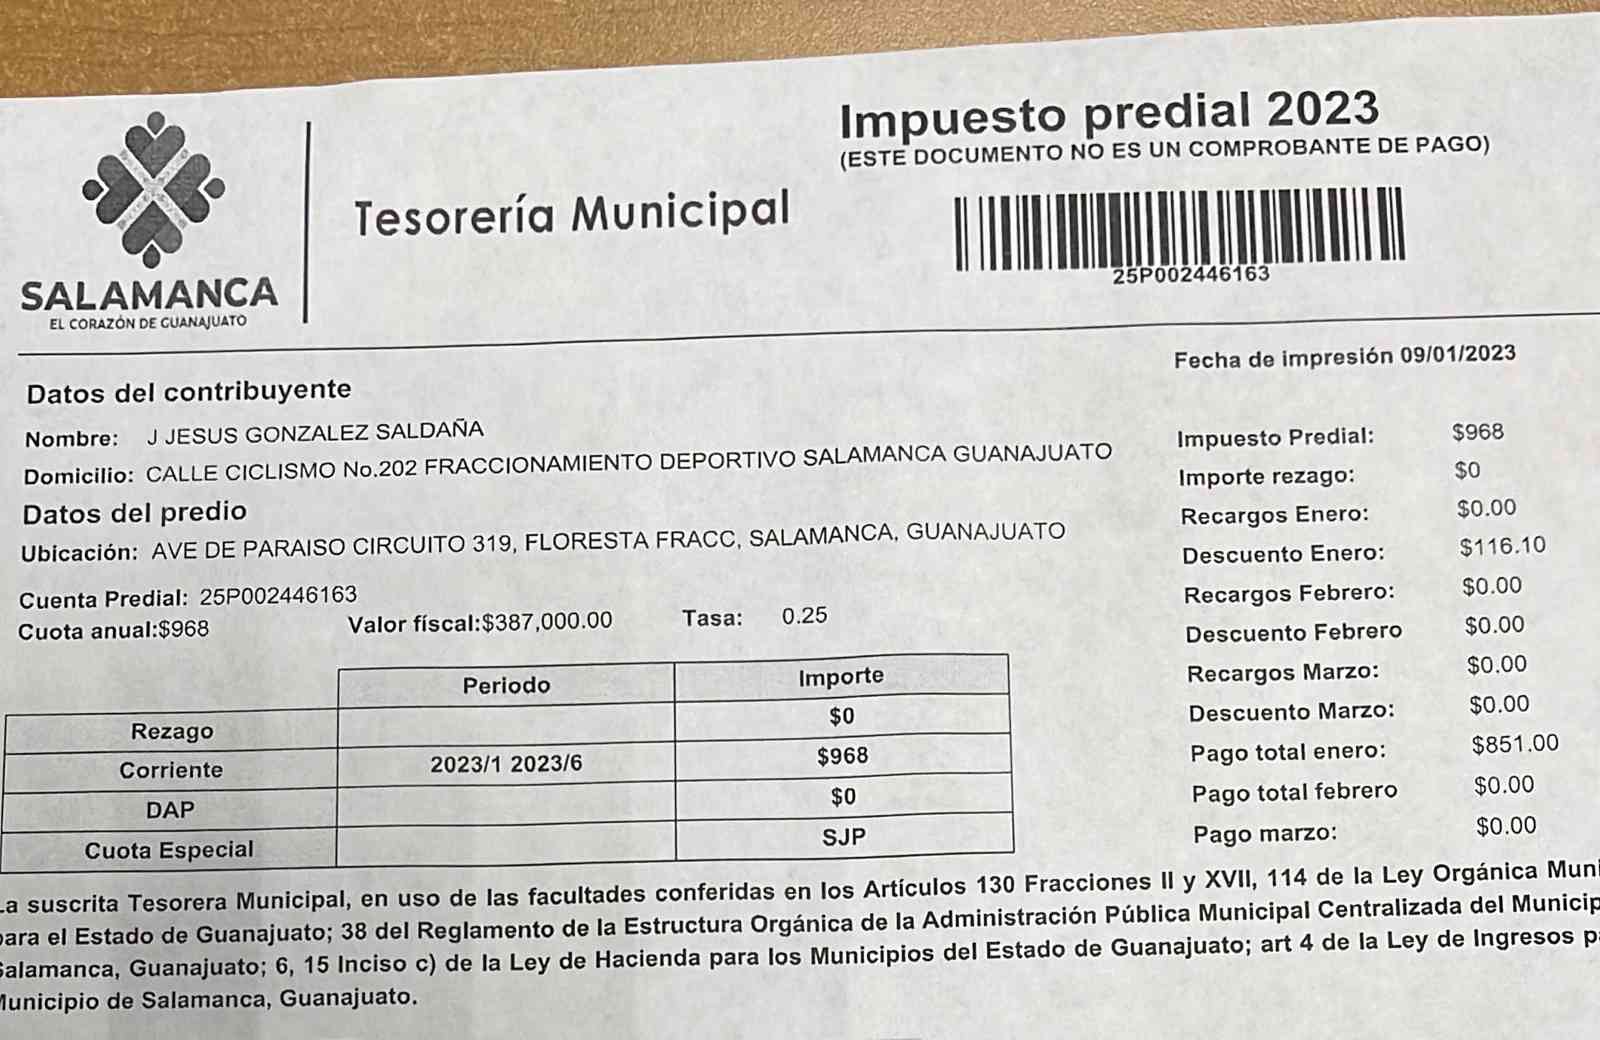 Impuesto predial 2023
(ESTE DOCUMENTO NO ES UN COMPROBANTE DE PAGO)
25P002446163
Tesorería Municipal
SALAMANCA
EL CORAZÓN DE GUANAJUATO
Fecha de impresión 09/01/2023
Datos del contribuyente
Nombre: J JESUS GONZALEZ SALDAÑA
Domicilio: CALLE CICLISMO No.202 FRACCIONAMIENTO DEPORTIVO SALAMANCA GUANAJUATO
Datos del predio
Ubicación: AVE DE PARAISO CIRCUITO 319, FLORESTA FRACC, SALAMANCA, GUANAJUATO
Cuenta Predial: 25P002446163
Cuota anual:$968 Valor físcal:$387,000.00 Tasa: 0.25
Periodo Importe
Rezago $0
Corriente 2023/1 2023/6 $968
DAP $0
Cuota Especial SJP
Impuesto Predial: $968
Importe rezago: $0
Recargos Enero: $0.00
Descuento Enero: $116.10
Recargos Febrero: $0.00
Descuento Febrero $0.00
Recargos Marzo: $0.00
Descuento Marzo: $0.00
Pago total enero: $851.00
Pago total febrero $0.00
Pago marzo: $0.00
La suscrita Tesorera Municipal, en uso de las facultades conferidas en los Artículos 130 Fracciones II y XVII, 114 de la Ley Orgánica Muni
para el Estado de Guanajuato; 38 del Reglamento de la Estructura Orgánica de la Administración Pública Municipal Centralizada del Municip
Salamanca, Guanajuato; 6, 15 Inciso c) de la Ley de Hacienda para los Municipios del Estado de Guanajuato; art 4 de la Ley de Ingresos pa
Municipio de Salamanca, Guanajuato.